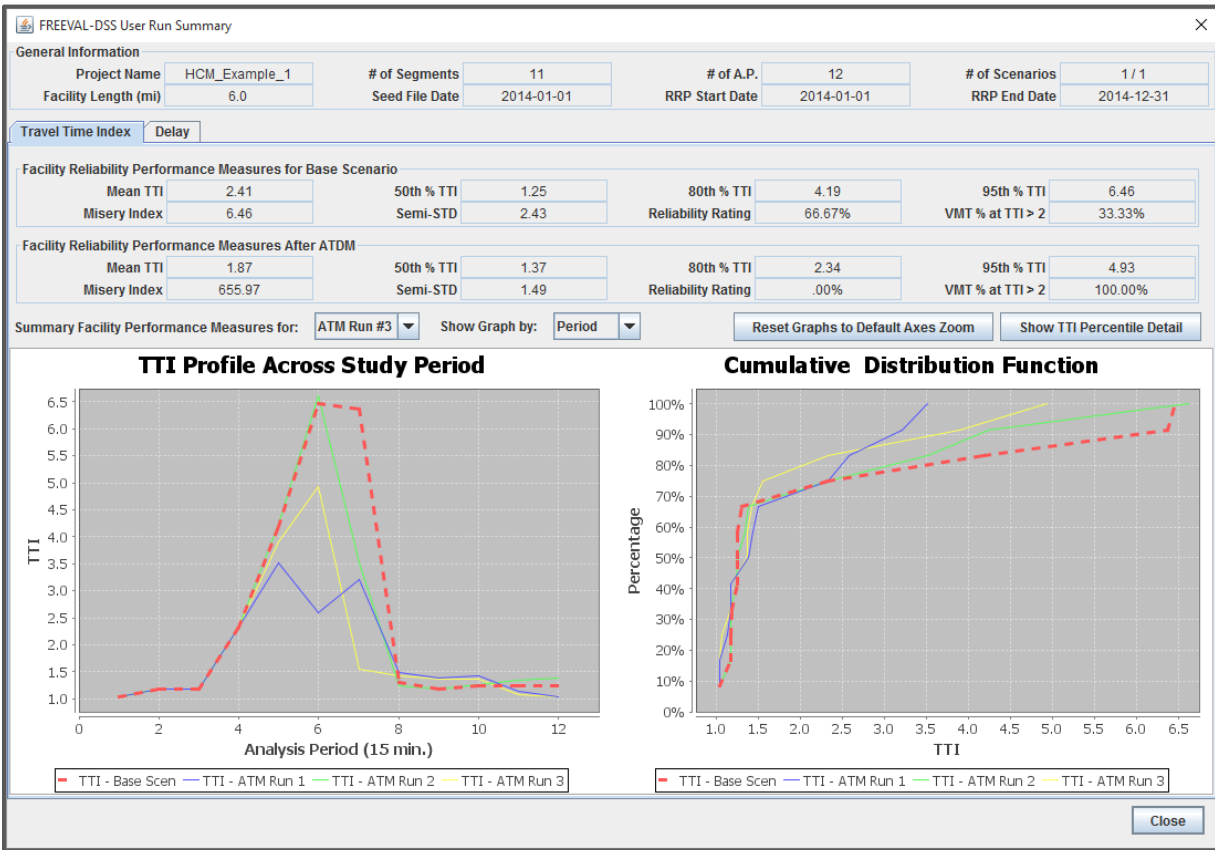 FREEVAL-DSS User Run Summary
General Information
Project Name HCM_Example_1 # of Segments 11 # of A.P. 12 # of Scenarios 1 / 1
Facility Length (mi) 6.0 Seed File Date 2014-01-01 RRP Start Date 2014-01-01 RRP End Date 2014-12-31
Travel Time Index Delay
Facility Reliability Performance Measures for Base Scenario
Mean TTI 2.41 50th % TTI 1.25 80th % TTI 4.19 95th % TTI 6.46
Misery Index 6.46 Semi-STD 2.43 Reliability Rating 66.67% VMT % at TTI > 2 33.33%
Facility Reliability Performance Measures After ATDM
Mean TTI 1.87 50th % TTI 1.37 80th % TTI 2.34 95th % TTI 4.93
Misery Index 655.97 Semi-STD 1.49 Reliability Rating .00% VMT % at TTI > 2 100.00%
Summary Facility Performance Measures for: ATM Run #3 Show Graph by: Period Reset Graphs to Default Axes Zoom Show TTI Percentile Detail
TTI Profile Across Study Period
6.5
6.0
5.5
5.0
4.5
4.0
3.5
3.0
2.5
2.0
1.5
1.0
TTI
0 2 4 6 8 10 12
Analysis Period (15 min.)
TTI - Base Scen TTI - ATM Run 1 TTI - ATM Run 2 TTI - ATM Run 3
Cumulative Distribution Function
100%
90%
80%
70%
60%
50%
40%
30%
20%
10%
0%
Percentage
1.0 1.5 2.0 2.5 3.0 3.5 4.0 4.5 5.0 5.5 6.0 6.5
TTI
TTI - Base Scen TTI - ATM Run 1 TTI - ATM Run 2 TTI - ATM Run 3
Close